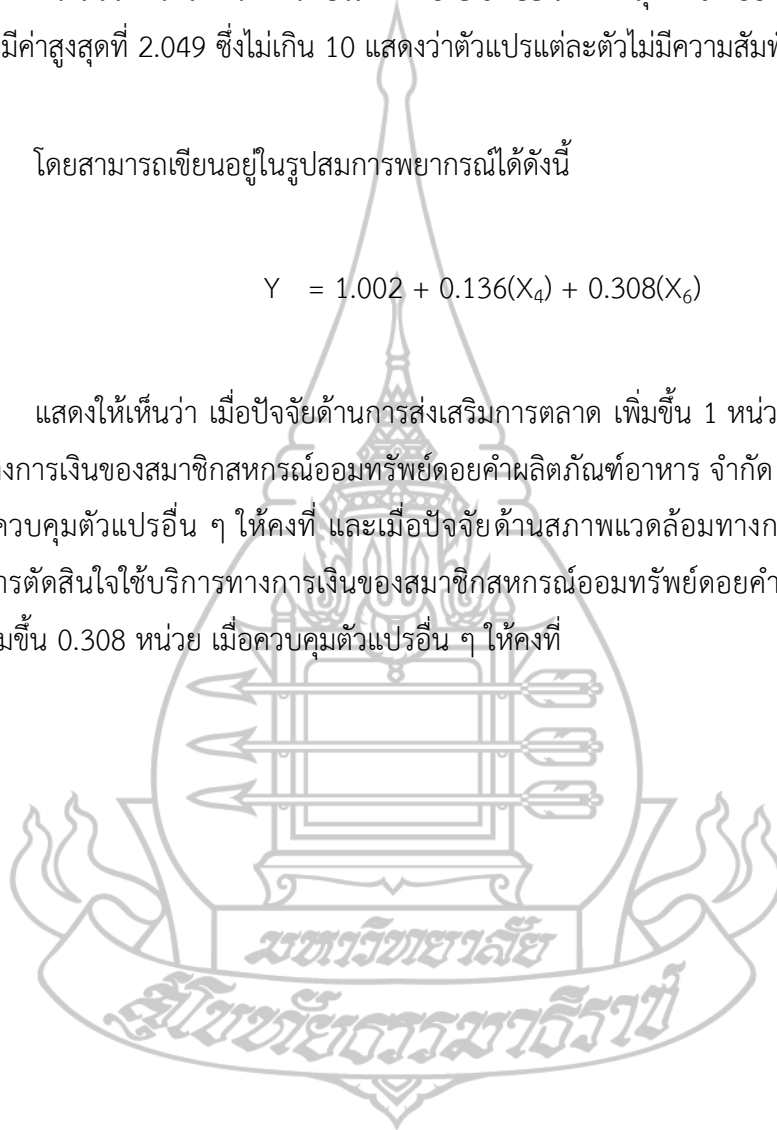 มีค่าสูงสุดที่ 2.049 ซึ่งไม่เกิน 10 แสดงว่าตัวแปรแต่ละตัวไม่มีความสัมพั
โดยสามารถเขียนอยู่ในรูปสมการพยากรณ์ได้ดังนี้
Y = 1.002 + 0.136(X₄) + 0.308(X₆)
แสดงให้เห็นว่า เมื่อปัจจัยด้านการส่งเสริมการตลาด เพิ่มขึ้น 1 หน่ว
งการเงินของสมาชิกสหกรณ์ออมทรัพย์ดอยคำผลิตภัณฑ์อาหาร จำกัด
ควบคุมตัวแปรอื่น ๆ ให้คงที่ และเมื่อปัจจัยด้านสภาพแวดล้อมทางก
ารตัดสินใจใช้บริการทางการเงินของสมาชิกสหกรณ์ออมทรัพย์ดอยคำ
มขึ้น 0.308 หน่วย เมื่อควบคุมตัวแปรอื่น ๆ ให้คงที่
มหาวิทยาลัย
สุโขทัยธรรมาธิราช